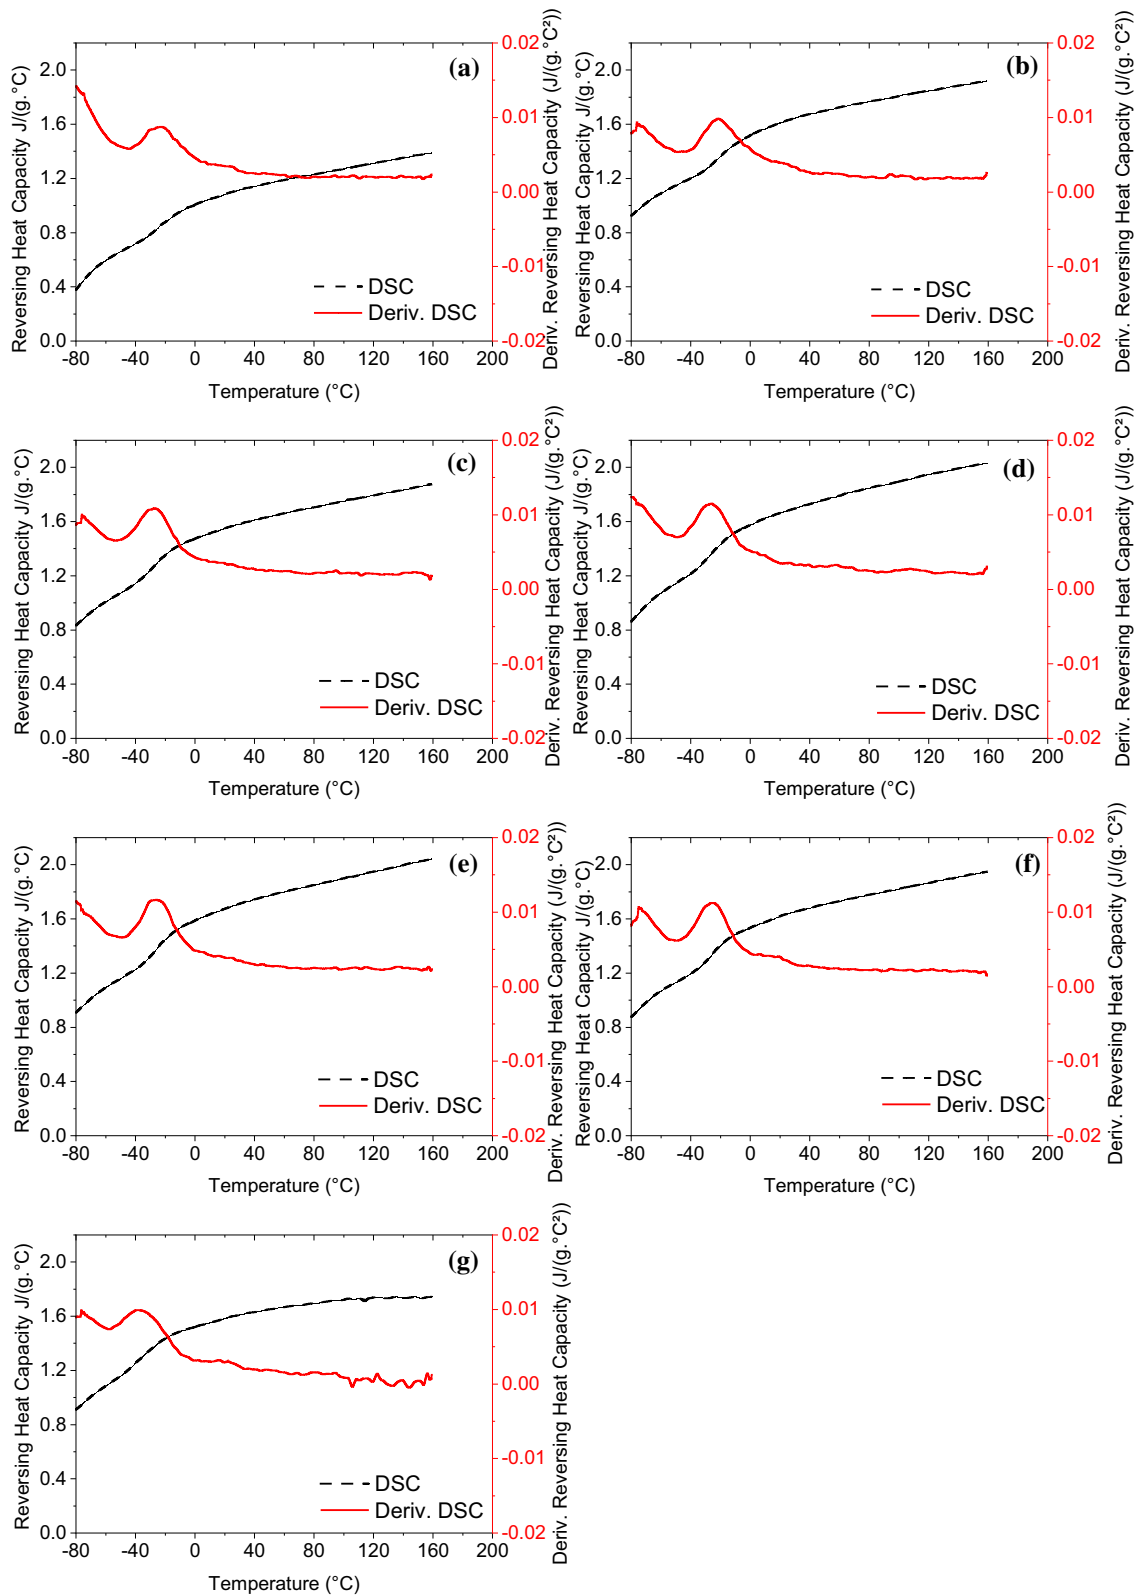 (a)
Reversing Heat Capacity J/(g.°C)
2.0
1.6
1.2
0.8
0.4
0.0
-80 -40 0 40 80 120 160 200
Temperature (°C)
DSC
Deriv. DSC
0.02
0.01
0.00
-0.01
-0.02
Deriv. Reversing Heat Capacity (J/(g.°C²))
(b)
Reversing Heat Capacity J/(g.°C)
2.0
1.6
1.2
0.8
0.4
0.0
-80 -40 0 40 80 120 160 200
Temperature (°C)
DSC
Deriv. DSC
0.02
0.01
0.00
-0.01
-0.02
Deriv. Reversing Heat Capacity (J/(g.°C²))
(c)
Reversing Heat Capacity J/(g.°C)
2.0
1.6
1.2
0.8
0.4
0.0
-80 -40 0 40 80 120 160 200
Temperature (°C)
DSC
Deriv. DSC
0.02
0.01
0.00
-0.01
-0.02
Deriv. Reversing Heat Capacity (J/(g.°C²))
(d)
Reversing Heat Capacity J/(g.°C)
2.0
1.6
1.2
0.8
0.4
0.0
-80 -40 0 40 80 120 160 200
Temperature (°C)
DSC
Deriv. DSC
0.02
0.01
0.00
-0.01
-0.02
Deriv. Reversing Heat Capacity (J/(g.°C²))
(e)
Reversing Heat Capacity J/(g.°C)
2.0
1.6
1.2
0.8
0.4
0.0
-80 -40 0 40 80 120 160 200
Temperature (°C)
DSC
Deriv. DSC
0.02
0.01
0.00
-0.01
-0.02
Deriv. Reversing Heat Capacity (J/(g.°C²))
(f)
Reversing Heat Capacity J/(g.°C)
2.0
1.6
1.2
0.8
0.4
0.0
-80 -40 0 40 80 120 160 200
Temperature (°C)
DSC
Deriv. DSC
0.02
0.01
0.00
-0.01
-0.02
Deriv. Reversing Heat Capacity (J/(g.°C²))
(g)
Reversing Heat Capacity J/(g.°C)
2.0
1.6
1.2
0.8
0.4
0.0
-80 -40 0 40 80 120 160 200
Temperature (°C)
DSC
Deriv. DSC
0.02
0.01
0.00
-0.01
-0.02
Deriv. Reversing Heat Capacity (J/(g.°C²))